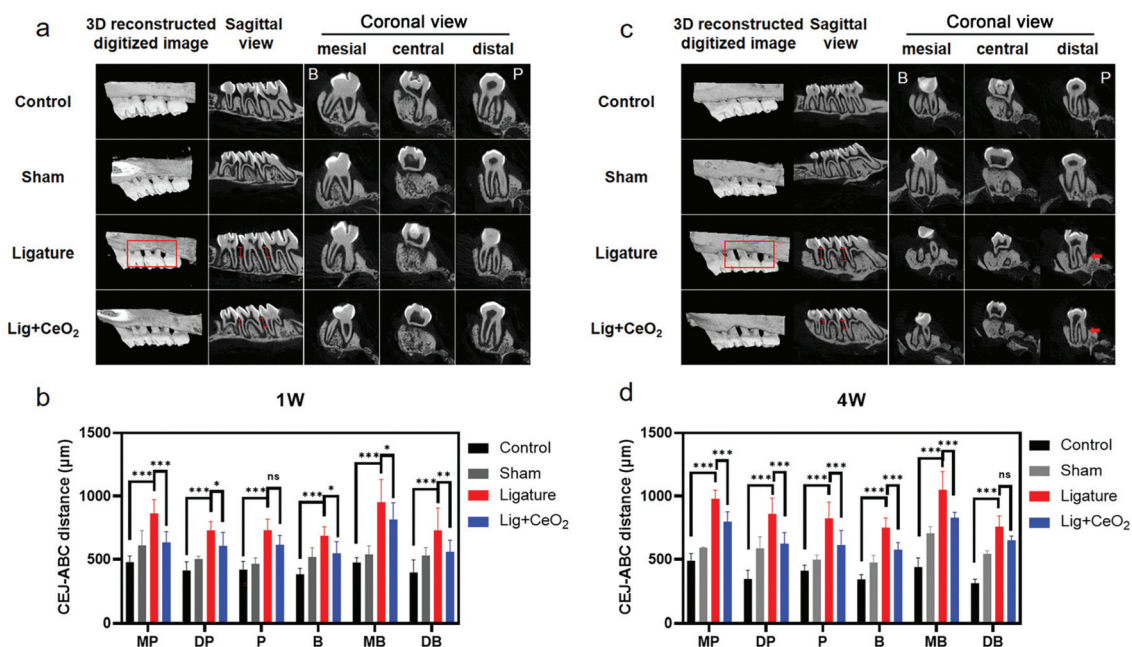 a
3D reconstructed digitized image
Sagittal view
Coronal view
mesial central distal
B
P
Control
Sham
Ligature
Lig+CeO₂
c
3D reconstructed digitized image
Sagittal view
Coronal view
mesial central distal
B
P
Control
Sham
Ligature
Lig+CeO₂
b
1W
CEJ-ABC distance (μm)
1500
1000
500
0
*** ***
*** *
*** ns
*** *
*** *
*** **
MP DP P B MB DB
Control
Sham
Ligature
Lig+CeO₂
d
4W
CEJ-ABC distance (μm)
1500
1000
500
0
*** ***
*** ***
*** ***
*** ***
*** ***
*** ns
MP DP P B MB DB
Control
Sham
Ligature
Lig+CeO₂